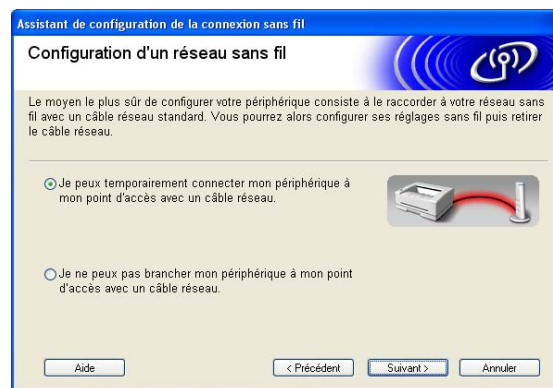 Assistant de configuration de la connexion sans fil
Configuration d'un réseau sans fil
Le moyen le plus sûr de configurer votre périphérique consiste à le raccorder à votre réseau sans
fil avec un câble réseau standard. Vous pourrez alors configurer ses réglages sans fil puis retirer
le câble réseau.
Je peux temporairement connecter mon périphérique à
mon point d'accès avec un câble réseau.
Je ne peux pas brancher mon périphérique à mon point
d'accès avec un câble réseau.
Aide
< Précédent
Suivant >
Annuler